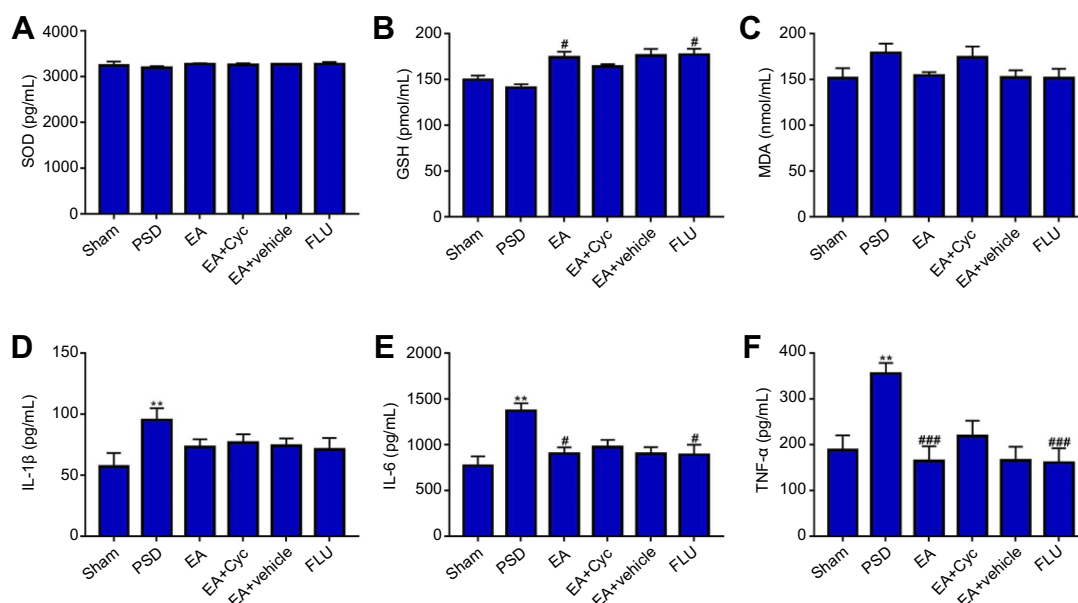 A
SOD (pg/mL)
4000
3000
2000
1000
0
Sham
PSD
EA
EA+Cyc
EA+vehicle
FLU
B
GSH (pmol/mL)
200
150
100
50
0
#
#
Sham
PSD
EA
EA+Cyc
EA+vehicle
FLU
C
MDA (nmol/mL)
200
150
100
50
0
Sham
PSD
EA
EA+Cyc
EA+vehicle
FLU
D
IL-1β (pg/mL)
150
100
50
0
**
Sham
PSD
EA
EA+Cyc
EA+vehicle
FLU
E
IL-6 (pg/mL)
2000
1500
1000
500
0
**
#
#
Sham
PSD
EA
EA+Cyc
EA+vehicle
FLU
F
TNF-α (pg/mL)
400
300
200
100
0
**
###
###
Sham
PSD
EA
EA+Cyc
EA+vehicle
FLU